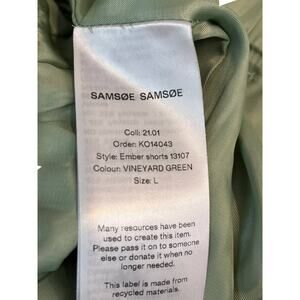 SAMSØE SAMSØE
Coll: 21.01
Order: KO14043
Style: Ember shorts 13107
Colour: VINEYARD GREEN
Size: L
Many resources have been
used to create this item.
Please pass it on to someone
else or donate it when no
longer needed.
This label is made from
recycled materials.